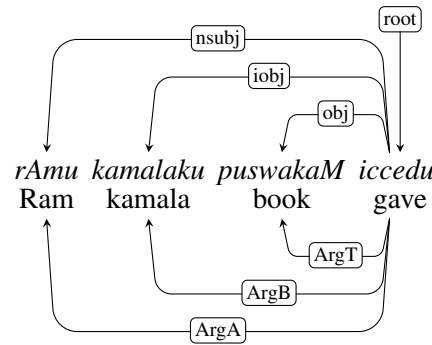 root
nsubj
iobj
obj
rAmu kamalaku puswakaM iccedu
Ram kamala book gave
ArgT
ArgB
ArgA